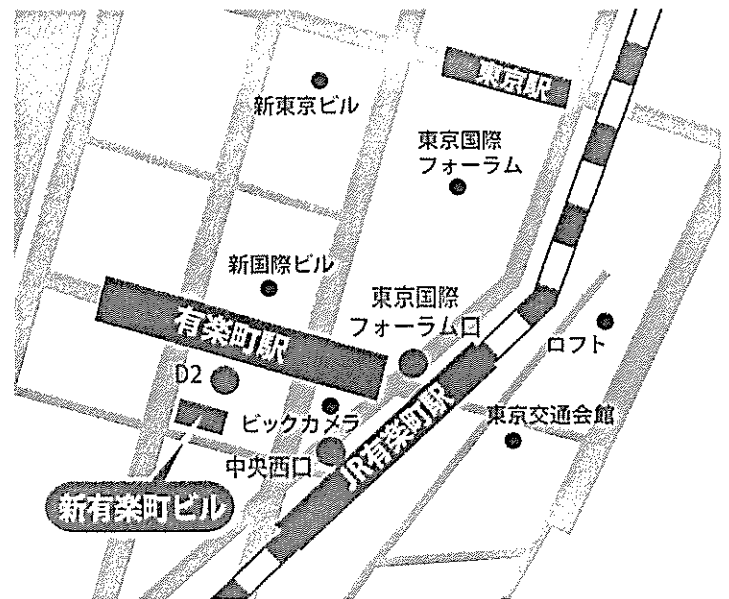 東京駅
新東京ビル
東京国際
フォーラム
新国際ビル
東京国際
フォーラム口
有楽町駅
ロフト
D2
ビックカメラ
JR有楽町駅
東京交通会館
中央西口
新有楽町ビル